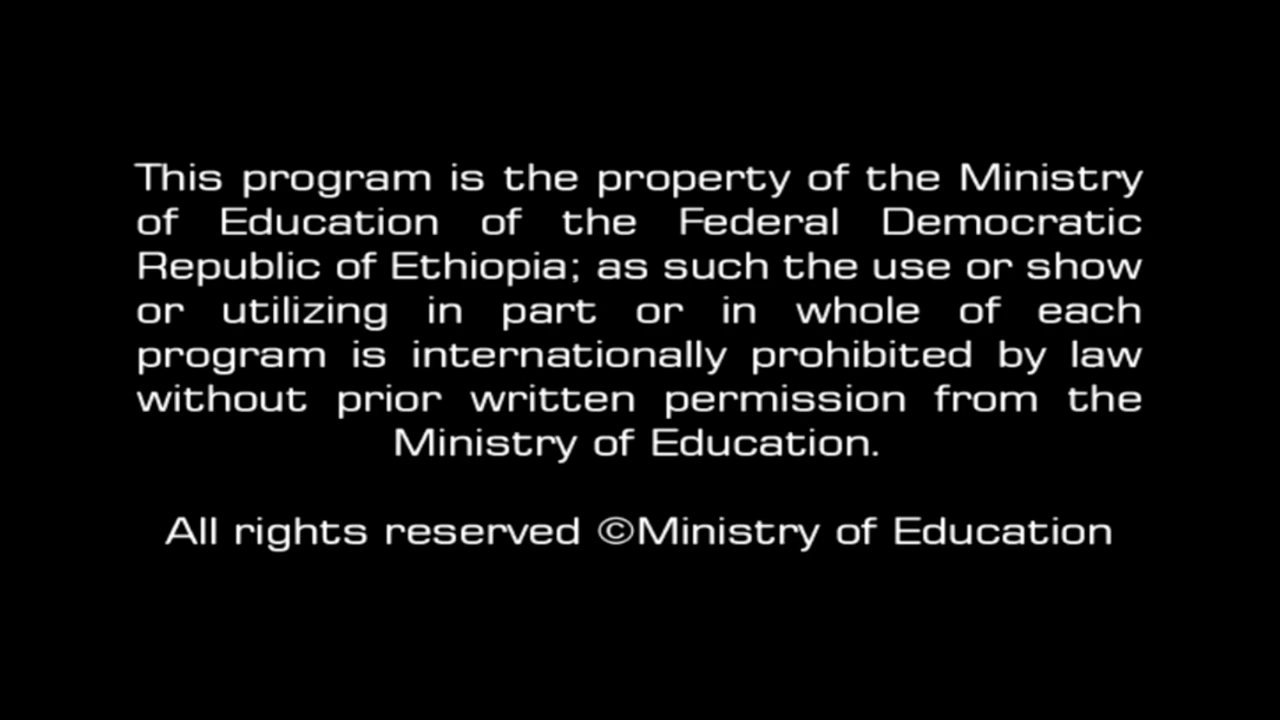 This program is the property of the Ministry
of Education of the Federal Democratic
Republic of Ethiopia; as such the use or show
or utilizing in part or in whole of each
program is internationally prohibited by law
without prior written permission from the
Ministry of Education.
All rights reserved ©Ministry of Education